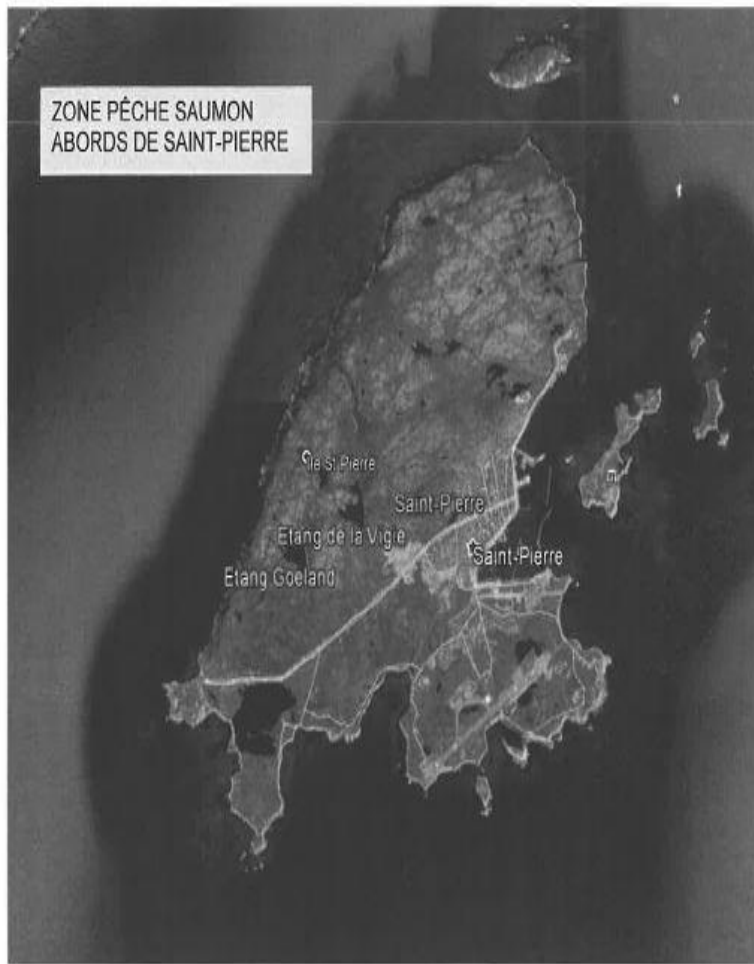 ZONE PÊCHE SAUMON
ABORDS DE SAINT-PIERRE
Ile St Pierre
Saint-Pierre
Etang de la Vigie
Saint-Pierre
Etang Goeland